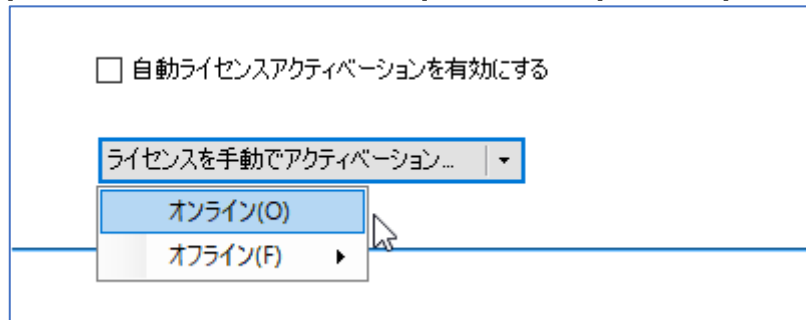 自動ライセンスアクティベーションを有効にする
ライセンスを手動でアクティベーション...
オンライン(O)
オフライン(F)